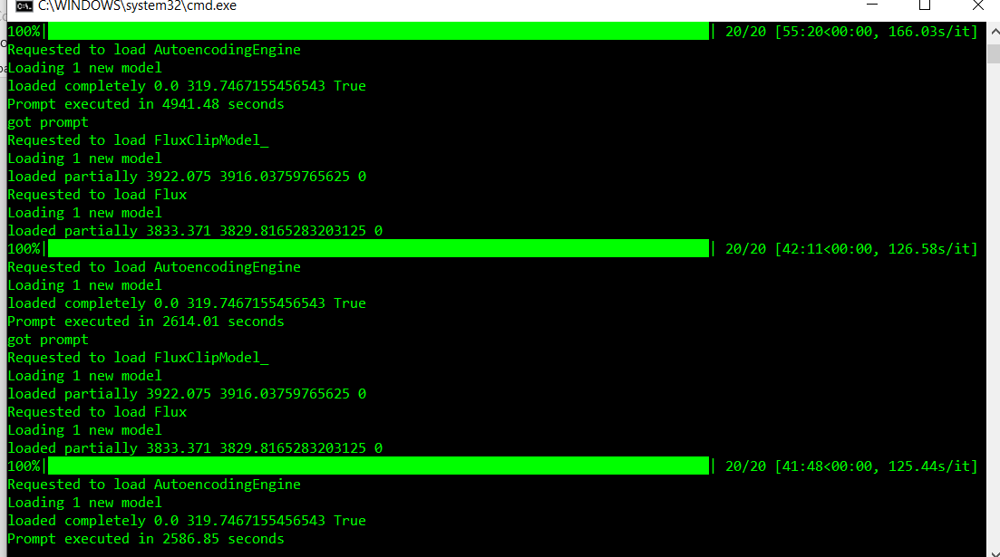 C:\WINDOWS\system32\cmd.exe
100%| | 20/20 [55:20<00:00, 166.03s/it]
Requested to load AutoencodingEngine
Loading 1 new model
loaded completely 0.0 319.7467155456543 True
Prompt executed in 4941.48 seconds
got prompt
Requested to load FluxClipModel_
Loading 1 new model
loaded partially 3922.075 3916.03759765625 0
Requested to load Flux
Loading 1 new model
loaded partially 3833.371 3829.8165283203125 0
100%| | 20/20 [42:11<00:00, 126.58s/it]
Requested to load AutoencodingEngine
Loading 1 new model
loaded completely 0.0 319.7467155456543 True
Prompt executed in 2614.01 seconds
got prompt
Requested to load FluxClipModel_
Loading 1 new model
loaded partially 3922.075 3916.03759765625 0
Requested to load Flux
Loading 1 new model
loaded partially 3833.371 3829.8165283203125 0
100%| | 20/20 [41:48<00:00, 125.44s/it]
Requested to load AutoencodingEngine
Loading 1 new model
loaded completely 0.0 319.7467155456543 True
Prompt executed in 2586.85 seconds